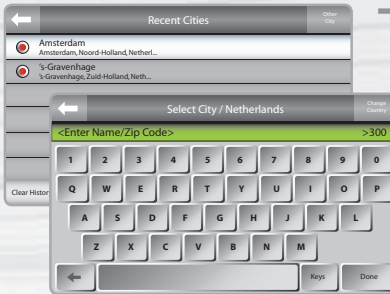 Recent Cities
Other City
Amsterdam
Amsterdam, Noord-Holland, Netherl...
's-Gravenhage
's-Gravenhage, Zuid-Holland, Neth...
Clear Histor
Select City / Netherlands
Change Country
<Enter Name/Zip Code> >300
1 2 3 4 5 6 7 8 9 0
Q W E R T Y U I O P
A S D F G H J K L
Z X C V B N M
Keys Done